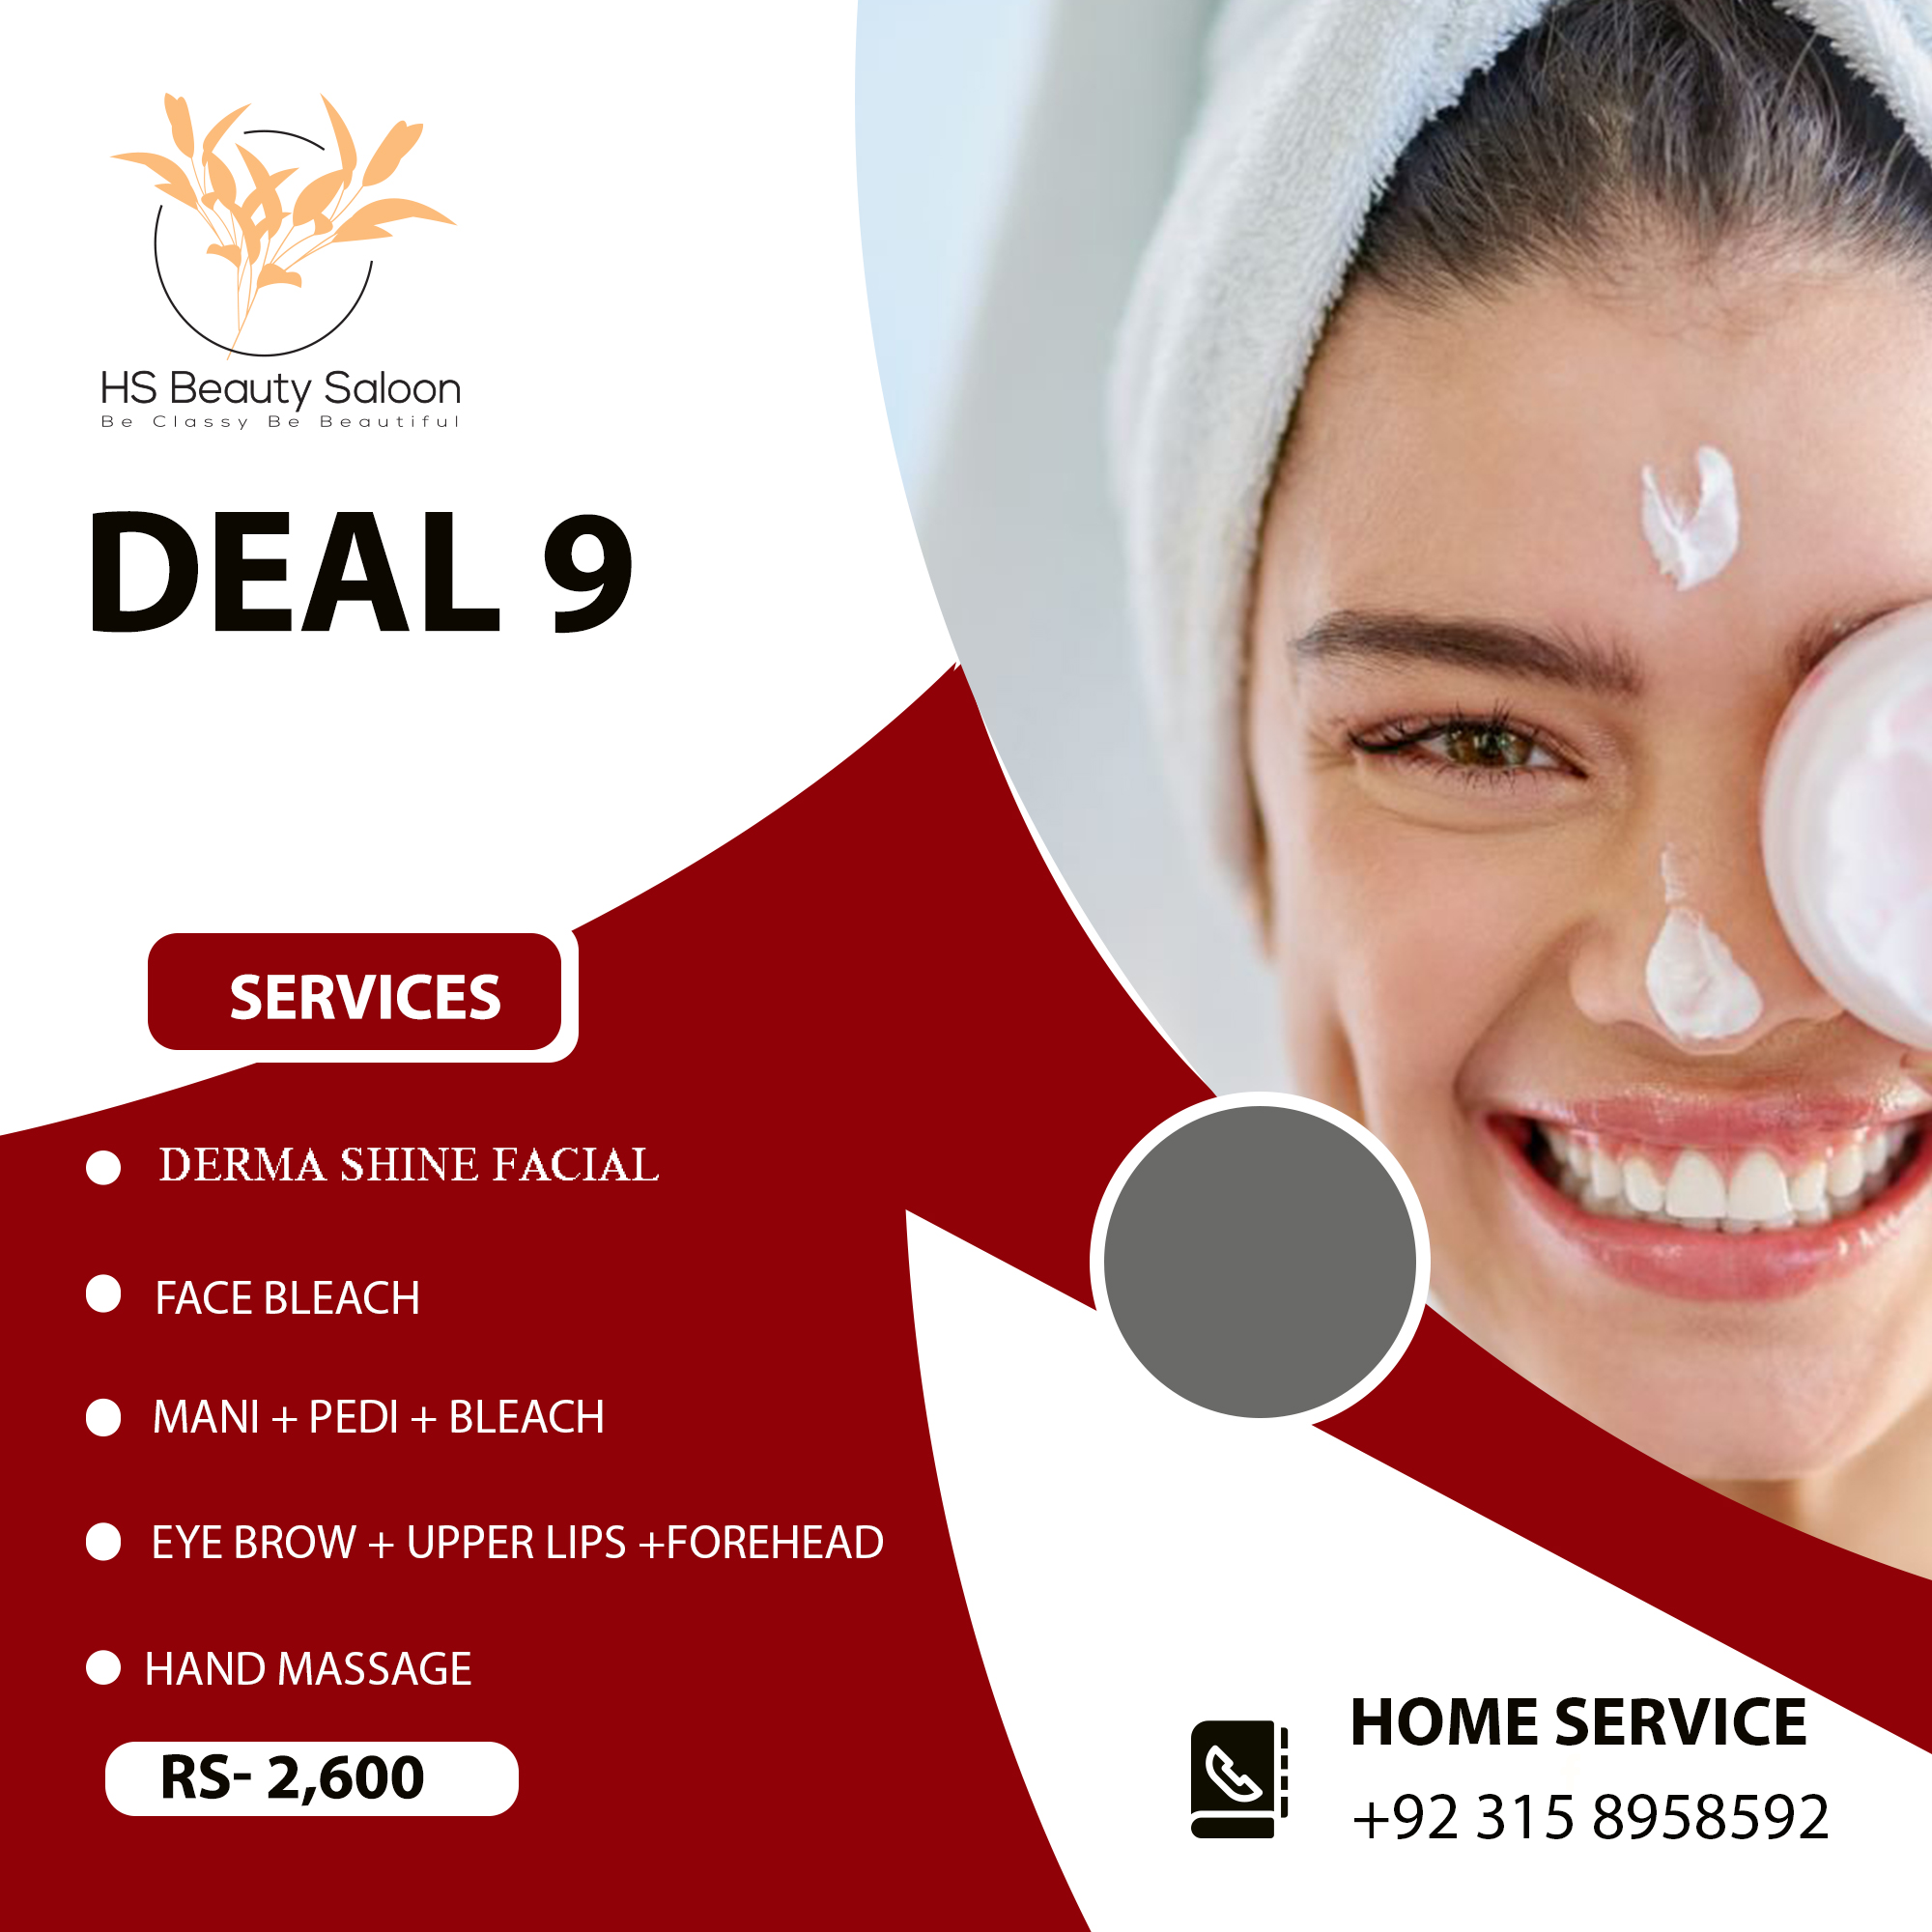 HS Beauty Saloon
Be Classy Be Beautiful
DEAL 9
SERVICES
DERMA SHINE FACIAL
FACE BLEACH
MANI + PEDI + BLEACH
EYE BROW + UPPER LIPS +FOREHEAD
HAND MASSAGE
RS- 2,600
HOME SERVICE
+92 315 8958592